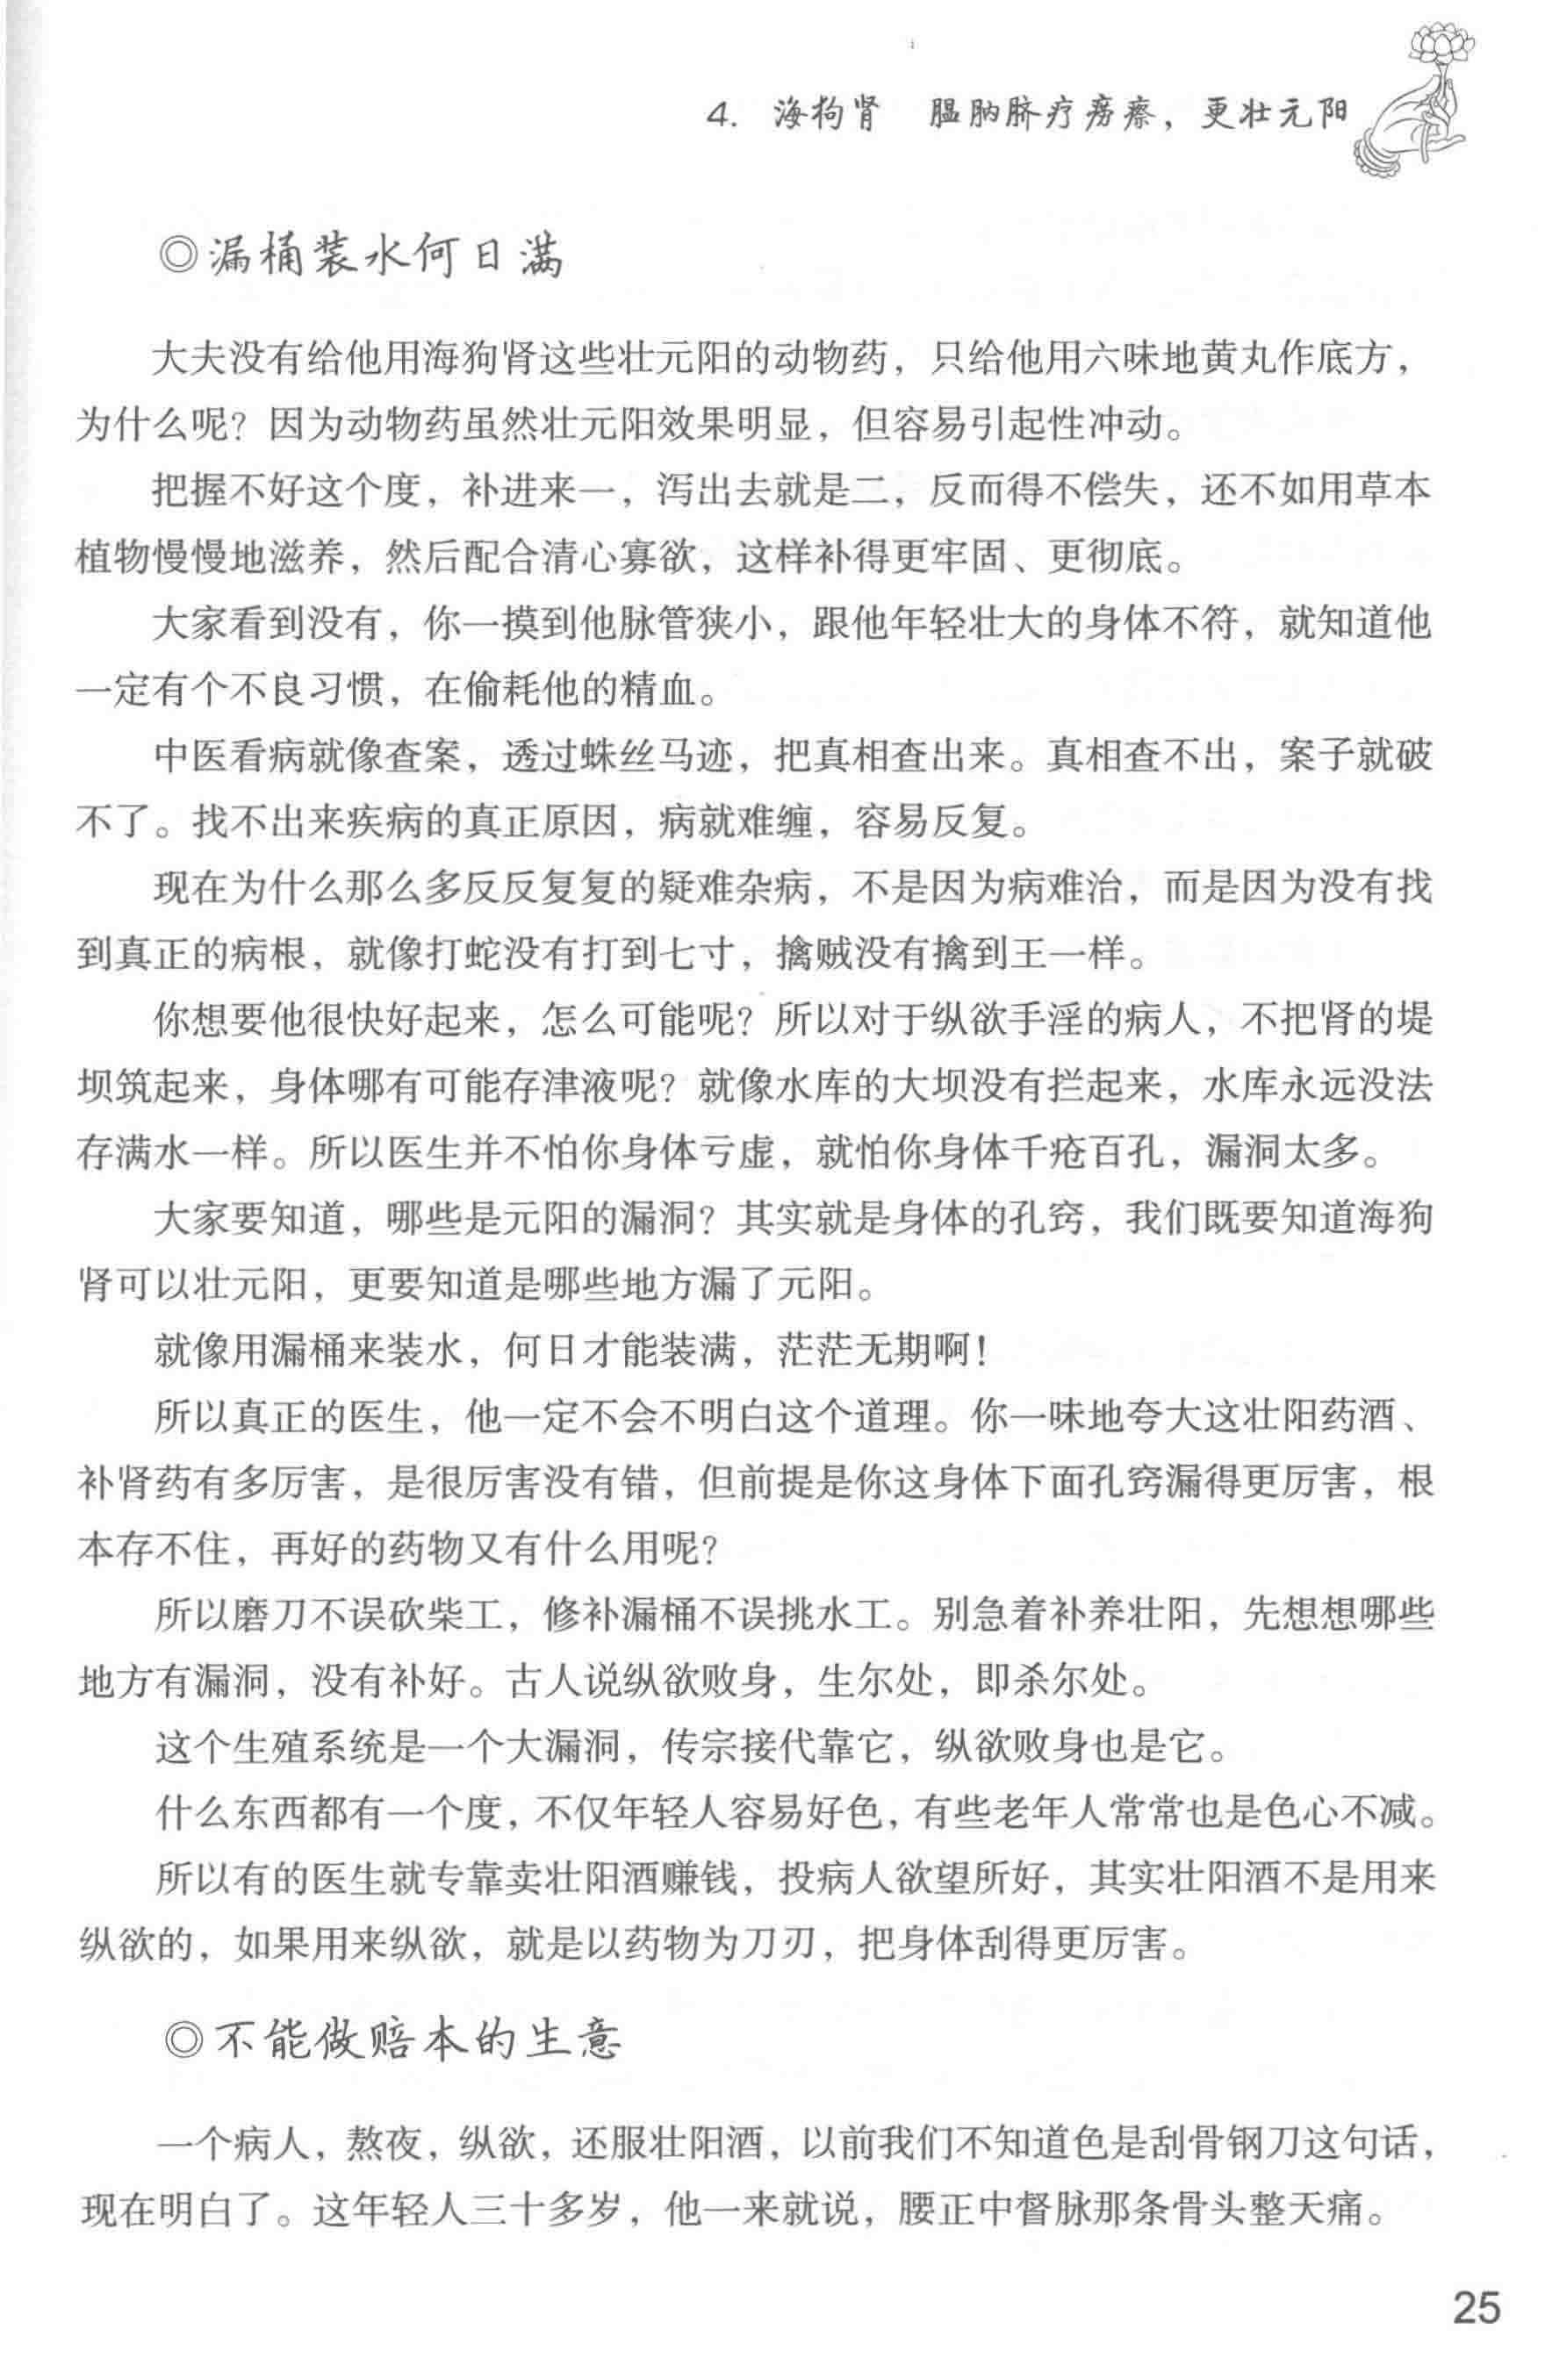 4. 海狗肾　腽肭脐疗痨瘵，更壮元阳
◎漏桶装水何日满
大夫没有给他用海狗肾这些壮元阳的动物药，只给他用六味地黄丸作底方，
为什么呢？因为动物药虽然壮元阳效果明显，但容易引起性冲动。
把握不好这个度，补进来一，泻出去就是二，反而得不偿失，还不如用草本
植物慢慢地滋养，然后配合清心寡欲，这样补得更牢固、更彻底。
大家看到没有，你一摸到他脉管狭小，跟他年轻壮大的身体不符，就知道他
一定有个不良习惯，在偷耗他的精血。
中医看病就像查案，透过蛛丝马迹，把真相查出来。真相查不出，案子就破
不了。找不出来疾病的真正原因，病就难缠，容易反复。
现在为什么那么多反反复复的疑难杂病，不是因为病难治，而是因为没有找
到真正的病根，就像打蛇没有打到七寸，擒贼没有擒到王一样。
你想要他很快好起来，怎么可能呢？所以对于纵欲手淫的病人，不把肾的堤
坝筑起来，身体哪有可能存津液呢？就像水库的大坝没有拦起来，水库永远没法
存满水一样。所以医生并不怕你身体亏虚，就怕你身体千疮百孔，漏洞太多。
大家要知道，哪些是元阳的漏洞？其实就是身体的孔窍，我们既要知道海狗
肾可以壮元阳，更要知道是哪些地方漏了元阳。
就像用漏桶来装水，何日才能装满，茫茫无期啊！
所以真正的医生，他一定不会不明白这个道理。你一味地夸大这壮阳药酒、
补肾药有多厉害，是很厉害没有错，但前提是你这身体下面孔窍漏得更厉害，根
本存不住，再好的药物又有什么用呢？
所以磨刀不误砍柴工，修补漏桶不误挑水工。别急着补养壮阳，先想想哪些
地方有漏洞，没有补好。古人说纵欲败身，生尔处，即杀尔处。
这个生殖系统是一个大漏洞，传宗接代靠它，纵欲败身也是它。
什么东西都有一个度，不仅年轻人容易好色，有些老年人常常也是色心不减。
所以有的医生就专靠卖壮阳酒赚钱，投病人欲望所好，其实壮阳酒不是用来
纵欲的，如果用来纵欲，就是以药物为刀刃，把身体刮得更厉害。
◎不能做赔本的生意
一个病人，熬夜，纵欲，还服壮阳酒，以前我们不知道色是刮骨钢刀这句话，
现在明白了。这年轻人三十多岁，他一来就说，腰正中督脉那条骨头整天痛。
25